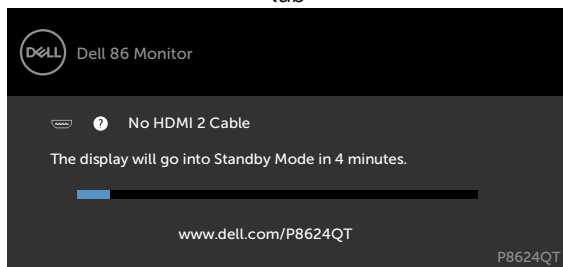 DELL
Dell 86 Monitor
? No HDMI 2 Cable
The display will go into Standby Mode in 4 minutes.
www.dell.com/P8624QT
P8624QT